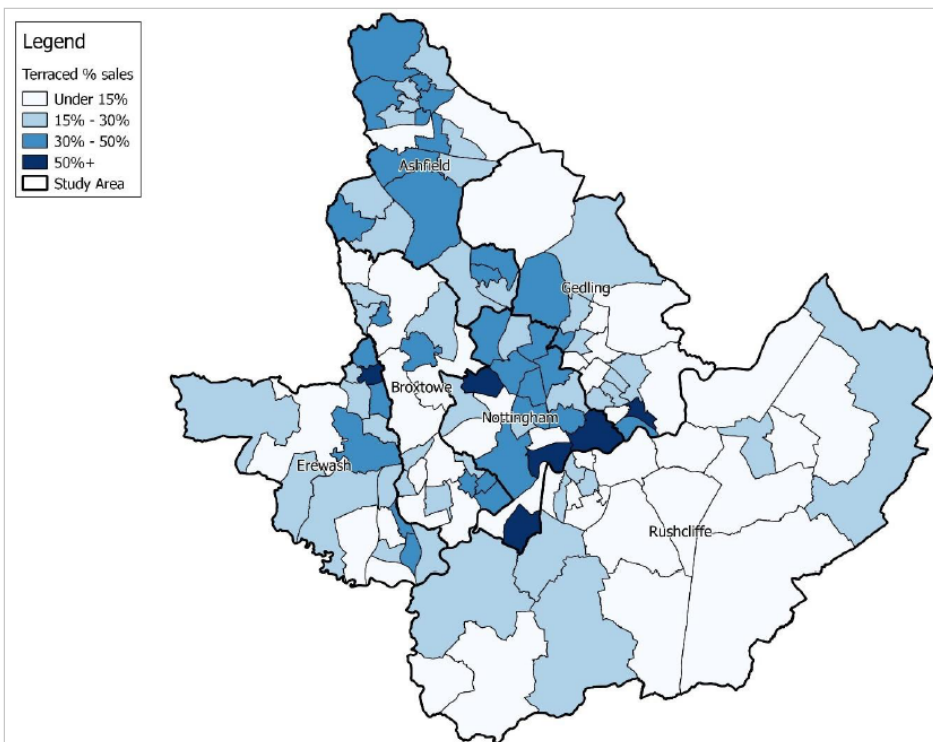 Legend
Terraced % sales
Under 15%
15% - 30%
30% - 50%
50%+
Study Area
Ashfield
Gedling
Broxtowe
Nottingham
Erewash
Rushcliffe